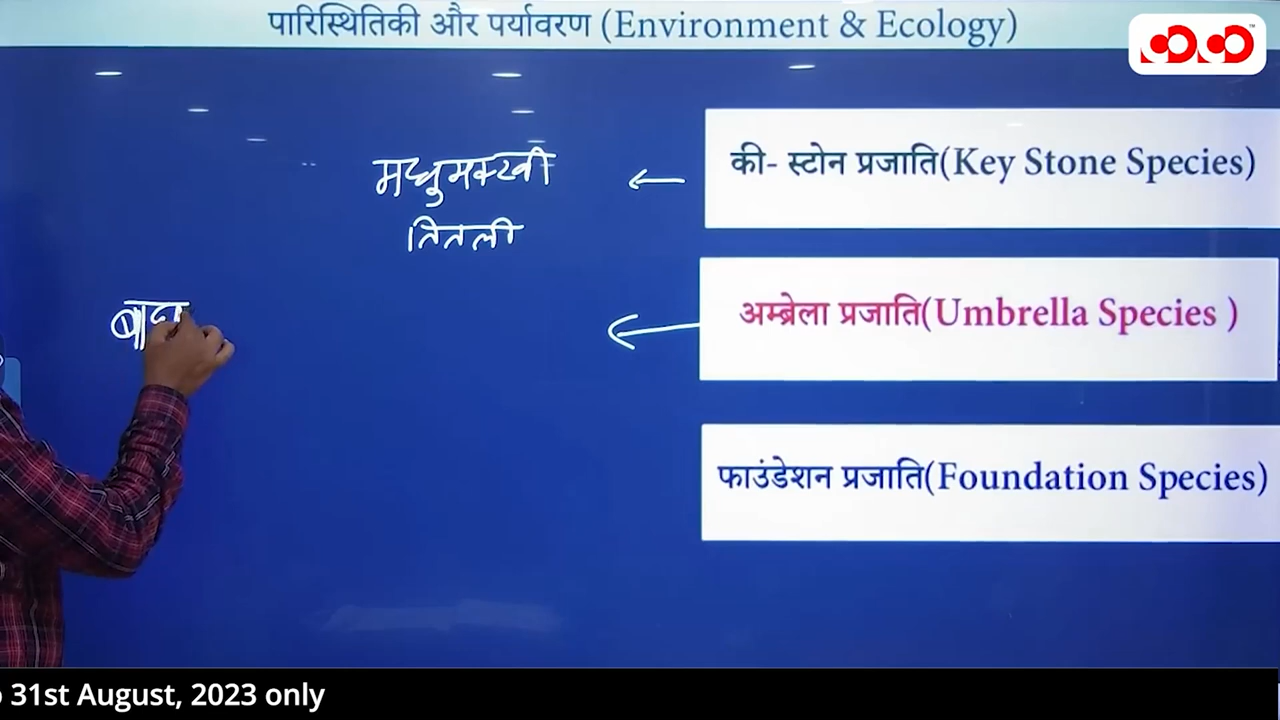 पारिस्थितिकी और पर्यावरण (Environment & Ecology)
मधुमक्खी
की- स्टोन प्रजाति(Key Stone Species)
तितली
बाघ
अम्ब्रेला प्रजाति(Umbrella Species )
फाउंडेशन प्रजाति(Foundation Species)
31st August, 2023 only